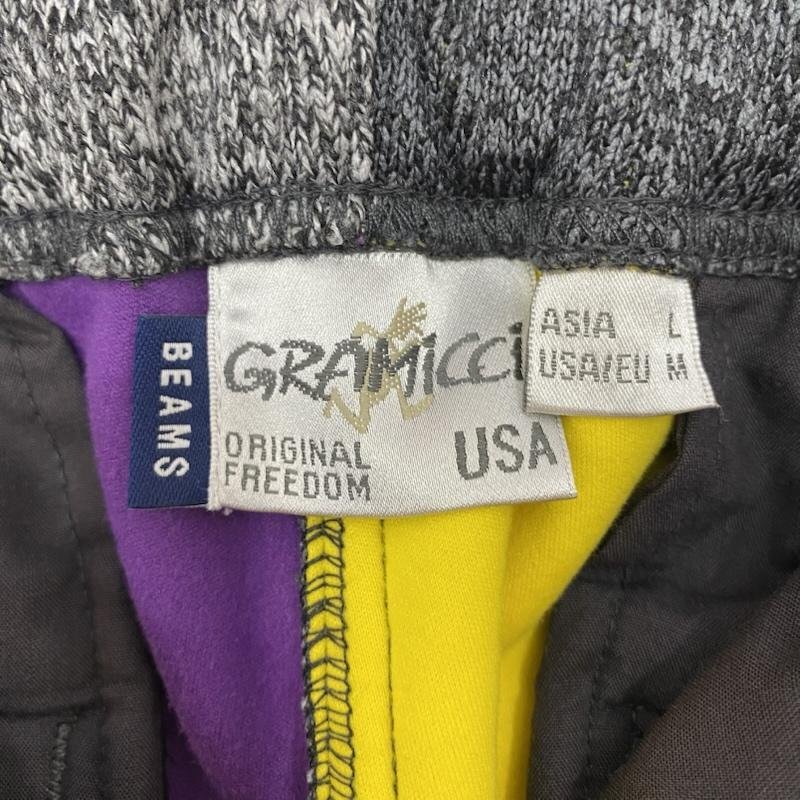 BEAMS
GRAMICCi
ORIGINAL
FREEDOM
USA
ASIA L
USA/EU M